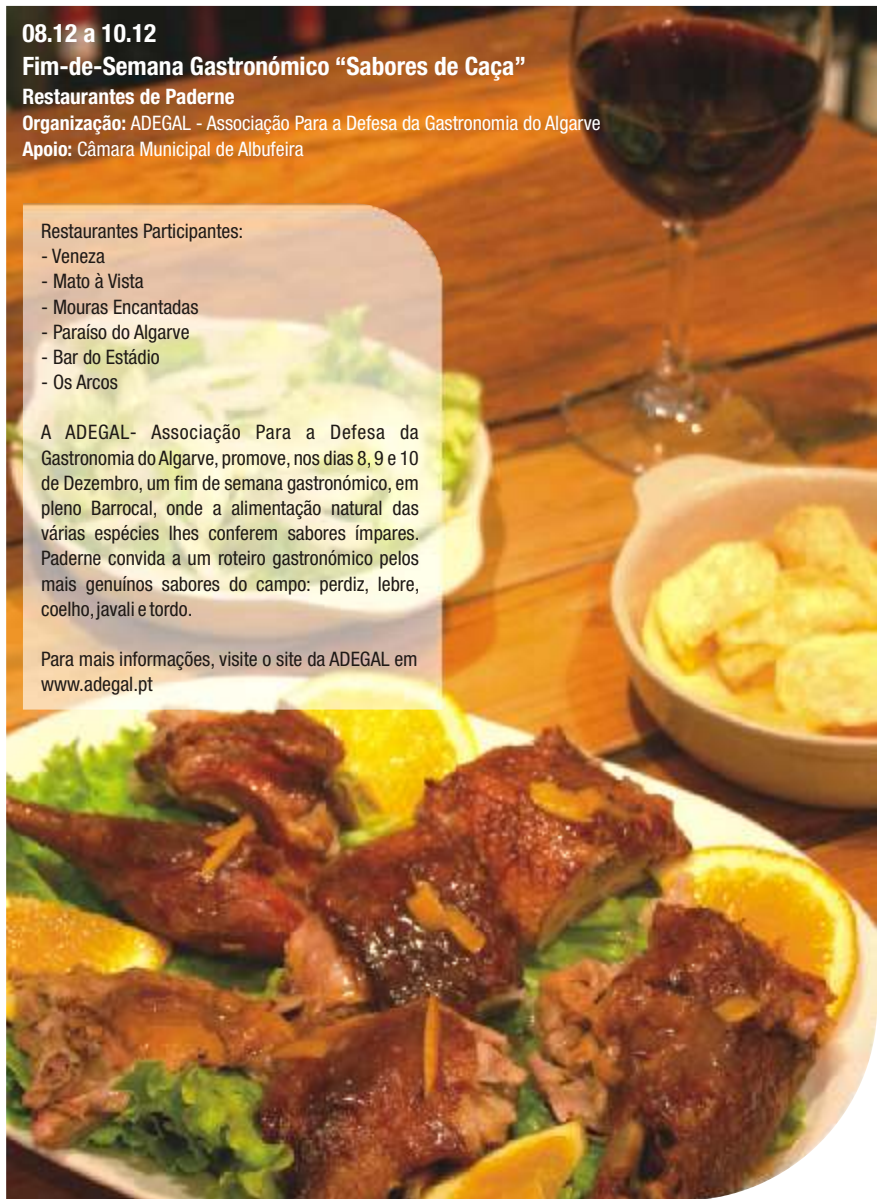 08.12 a 10.12
Fim-de-Semana Gastronómico “Sabores de Caça”
Restaurantes de Paderne
Organização: ADEGAL - Associação Para a Defesa da Gastronomia do Algarve
Apoio: Câmara Municipal de Albufeira
Restaurantes Participantes:
- Veneza
- Mato à Vista
- Mouras Encantadas
- Paraíso do Algarve
- Bar do Estádio
- Os Arcos
A ADEGAL- Associação Para a Defesa da
Gastronomia do Algarve, promove, nos dias 8, 9 e 10
de Dezembro, um fim de semana gastronómico, em
pleno Barrocal, onde a alimentação natural das
várias espécies lhes conferem sabores ímpares.
Paderne convida a um roteiro gastronómico pelos
mais genuínos sabores do campo: perdiz, lebre,
coelho, javali e tordo.
Para mais informações, visite o site da ADEGAL em
www.adegal.pt